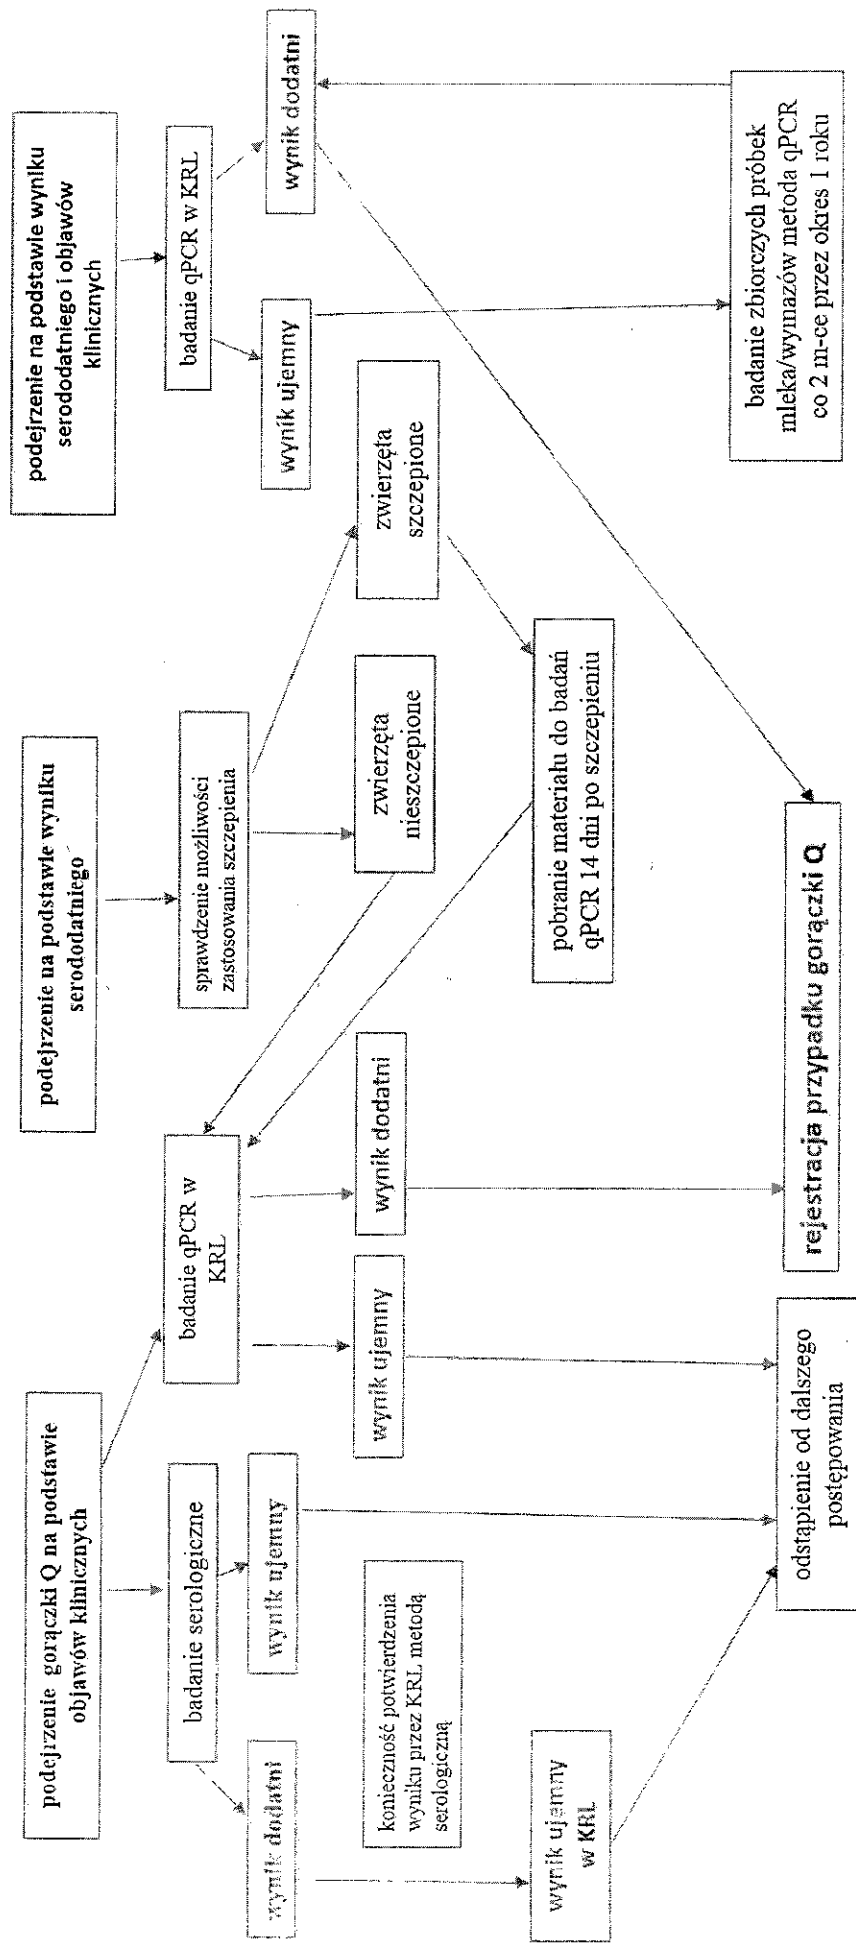 podejrzenie gorączki Q na podstawie
objawów klinicznych
badanie serologiczne
wynik dodatni
wynik ujemny
konieczność potwierdzenia
wyniku przez KRL metodą
serologiczną
wynik ujemny
w KRL
badanie qPCR w
KRL
wynik ujemny
wynik dodatni
odstąpienie od dalszego
postępowania
podejrzenie na podstawie wyniku
serododatniego
sprawdzenie możliwości
zastosowania szczepienia
zwierzęta
nieszczepione
zwierzęta
szczepione
pobranie materiału do badań
qPCR 14 dni po szczepieniu
rejestracja przypadku gorączki Q
podejrzenie na podstawie wyniku
serododatniego i objawów
klinicznych
badanie qPCR w KRL
wynik ujemny
wynik dodatni
badanie zbiorczych próbek
mleka/wymazów metoda qPCR
co 2 m-ce przez okres 1 roku